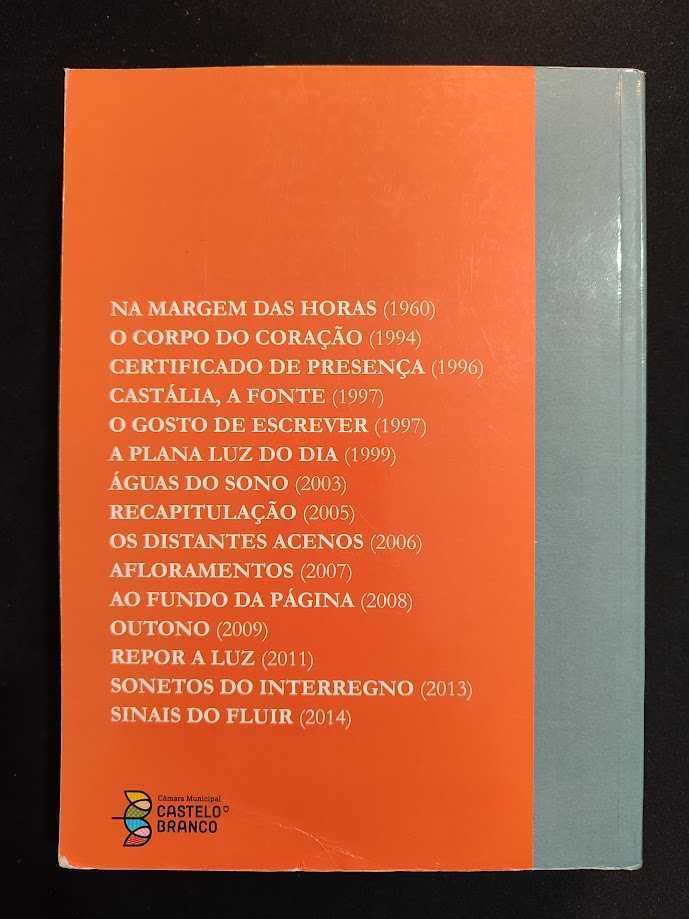 NA MARGEM DAS HORAS (1960)
O CORPO DO CORAÇÃO (1994)
CERTIFICADO DE PRESENÇA (1996)
CASTÁLIA, A FONTE (1997)
O GOSTO DE ESCREVER (1997)
A PLANA LUZ DO DIA (1999)
ÁGUAS DO SONO (2003)
RECAPITULAÇÃO (2005)
OS DISTANTES ACENOS (2006)
AFLORAMENTOS (2007)
AO FUNDO DA PÁGINA (2008)
OUTONO (2009)
REPOR A LUZ (2011)
SONETOS DO INTERREGNO (2013)
SINAIS DO FLUIR (2014)
Câmara Municipal
CASTELO
BRANCO